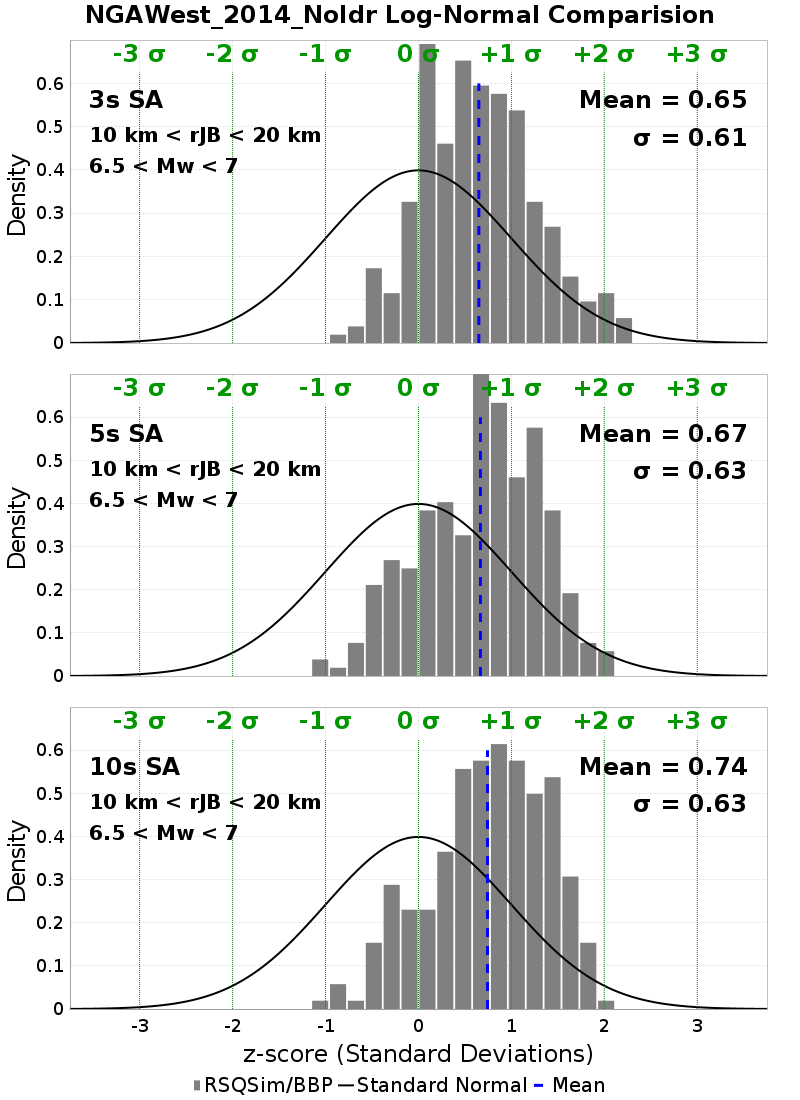 NGAWest_2014_NoIdr Log-Normal Comparision
-3 σ -2 σ -1 σ 0 σ +1 σ +2 σ +3 σ
3s SA
10 km < rJB < 20 km
6.5 < Mw < 7
Mean = 0.65
σ = 0.61
Density
0.6
0.5
0.4
0.3
0.2
0.1
0
-3 σ -2 σ -1 σ 0 σ +1 σ +2 σ +3 σ
5s SA
10 km < rJB < 20 km
6.5 < Mw < 7
Mean = 0.67
σ = 0.63
Density
0.6
0.5
0.4
0.3
0.2
0.1
0
-3 σ -2 σ -1 σ 0 σ +1 σ +2 σ +3 σ
10s SA
10 km < rJB < 20 km
6.5 < Mw < 7
Mean = 0.74
σ = 0.63
Density
0.6
0.5
0.4
0.3
0.2
0.1
0
-3 -2 -1 0 1 2 3
z-score (Standard Deviations)
RSQSim/BBP Standard Normal Mean